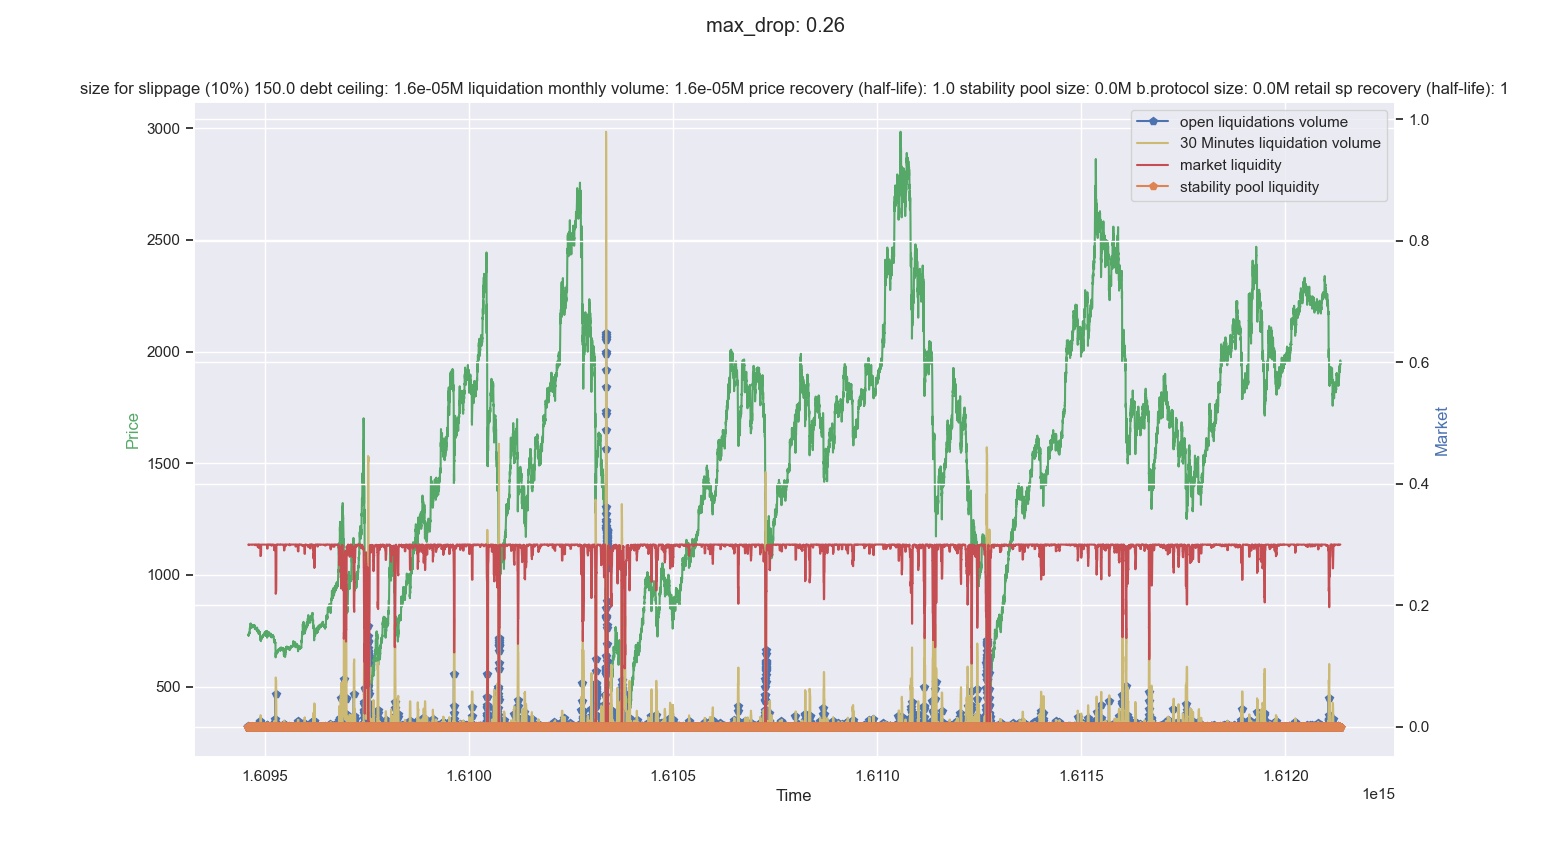 max_drop: 0.26
size for slippage (10%) 150.0 debt ceiling: 1.6e-05M liquidation monthly volume: 1.6e-05M price recovery (half-life): 1.0 stability pool size: 0.0M b.protocol size: 0.0M retail sp recovery (half-life): 1
open liquidations volume
30 Minutes liquidation volume
market liquidity
stability pool liquidity
3000
2500
2000
1500
1000
500
Price
1.0
0.8
0.6
0.4
0.2
0.0
Market
1.6095 1.6100 1.6105 1.6110 1.6115 1.6120
Time
1e15